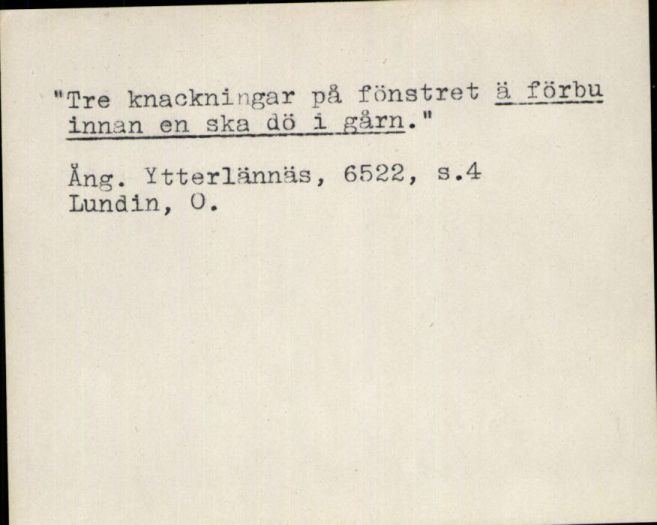 "Tre knackningar på fönstret ä förbu
innan en ska dö i gårn."
Ång. Ytterlännäs, 6522, s.4
Lundin, O.